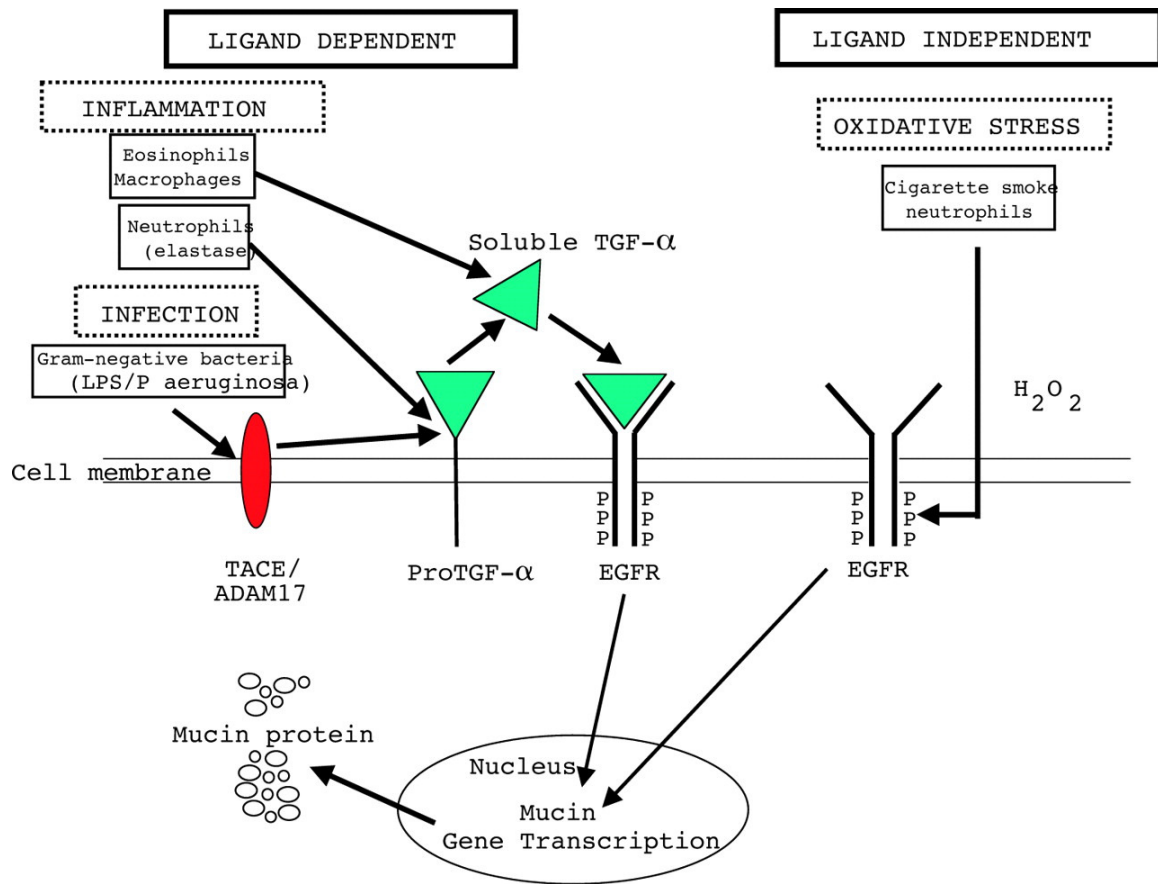 LIGAND DEPENDENT
LIGAND INDEPENDENT
INFLAMMATION
Eosinophils
Macrophages
Neutrophils
(elastase)
INFECTION
Gram-negative bacteria
(LPS/P aeruginosa)
OXIDATIVE STRESS
Cigarette smoke
neutrophils
Soluble TGF-α
H₂O₂
Cell membrane
P P
P P
P P
P P
P P
P P
TACE/
ADAM17
ProTGF-α
EGFR
EGFR
Mucin protein
Nucleus
Mucin
Gene Transcription